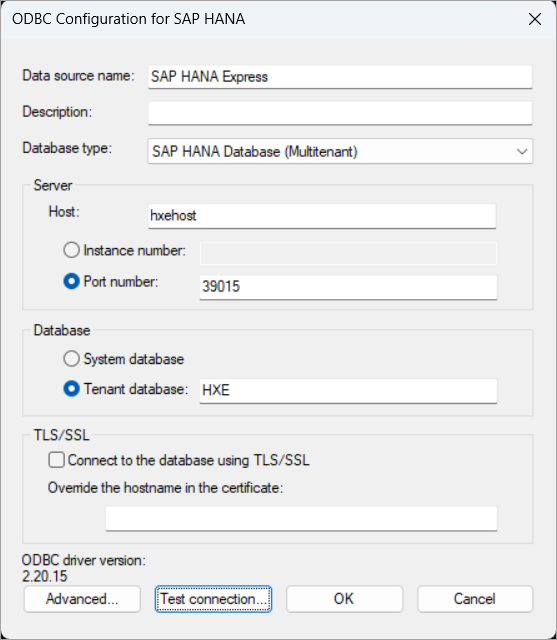 ODBC Configuration for SAP HANA
Data source name: SAP HANA Express
Description:
Database type: SAP HANA Database (Multitenant)
Server
Host: hxehost
Instance number:
Port number: 39015
Database
System database
Tenant database: HXE
TLS/SSL
Connect to the database using TLS/SSL
Override the hostname in the certificate:
ODBC driver version:
2.20.15
Advanced... Test connection... OK Cancel